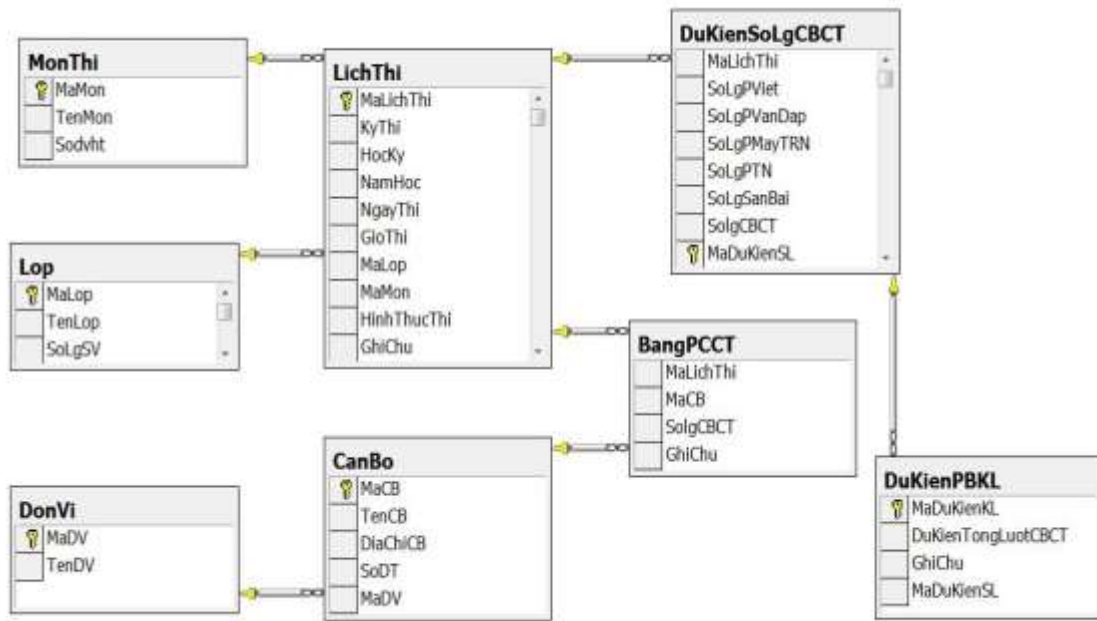 MonThi
MaMon
TenMon
Sodvht
Lop
MaLop
TenLop
SoLgSV
DonVi
MaDV
TenDV
LichThi
MaLichThi
KyThi
HocKy
NamHoc
NgayThi
GioThi
MaLop
MaMon
HinhThucThi
GhiChu
CanBo
MaCB
TenCB
DiaChiCB
SoDT
MaDV
DuKienSoLgCBCT
MaLichThi
SoLgPViet
SoLgPVanDap
SoLgPMayTRN
SoLgPTN
SoLgSanBai
SolgCBCT
MaDuKienSL
BangPCCT
MaLichThi
MaCB
SolgCBCT
GhiChu
DuKienPBKL
MaDuKienKL
DuKienTongLuotCBCT
GhiChu
MaDuKienSL